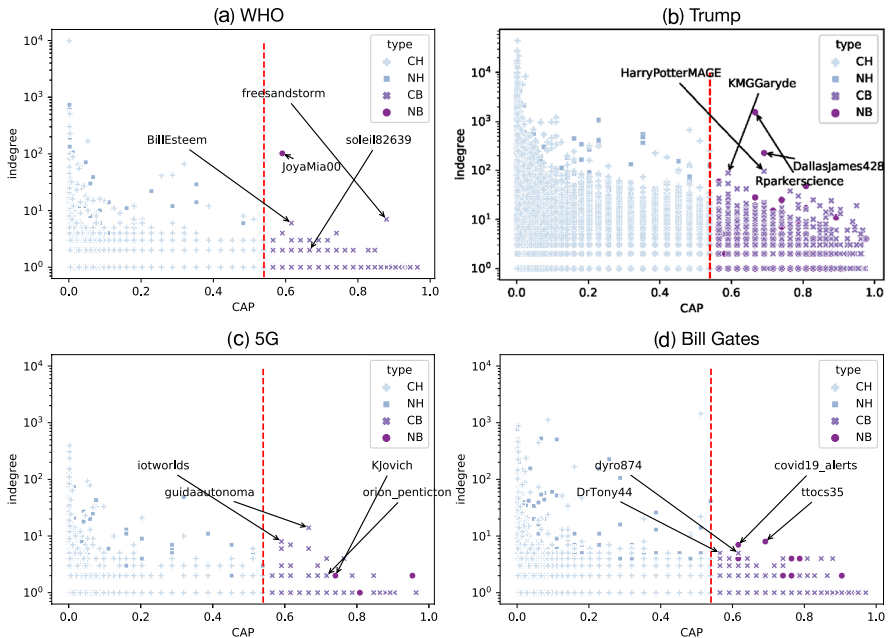 (a) WHO
10⁴
10³
10²
10¹
10⁰
indegree
0.0 0.2 0.4 0.6 0.8 1.0
CAP
type
CH
NH
CB
NB
freesandstorm
BillEsteem
soleil82639
JoyaMia00
(b) Trump
10⁴
10³
10²
10¹
10⁰
Indegree
0.0 0.2 0.4 0.6 0.8 1.0
CAP
type
CH
NH
CB
NB
HarryPotterMAGE
KMGGaryde
DallasJames428
Rparkerscience
(c) 5G
10⁴
10³
10²
10¹
10⁰
indegree
0.0 0.2 0.4 0.6 0.8 1.0
CAP
type
CH
NH
CB
NB
iotworlds
KJovich
guidaautonoma
orion_penticton
(d) Bill Gates
10⁴
10³
10²
10¹
10⁰
indegree
0.0 0.2 0.4 0.6 0.8 1.0
CAP
type
CH
NH
CB
NB
dyro874
covid19_alerts
DrTony44
ttocs35